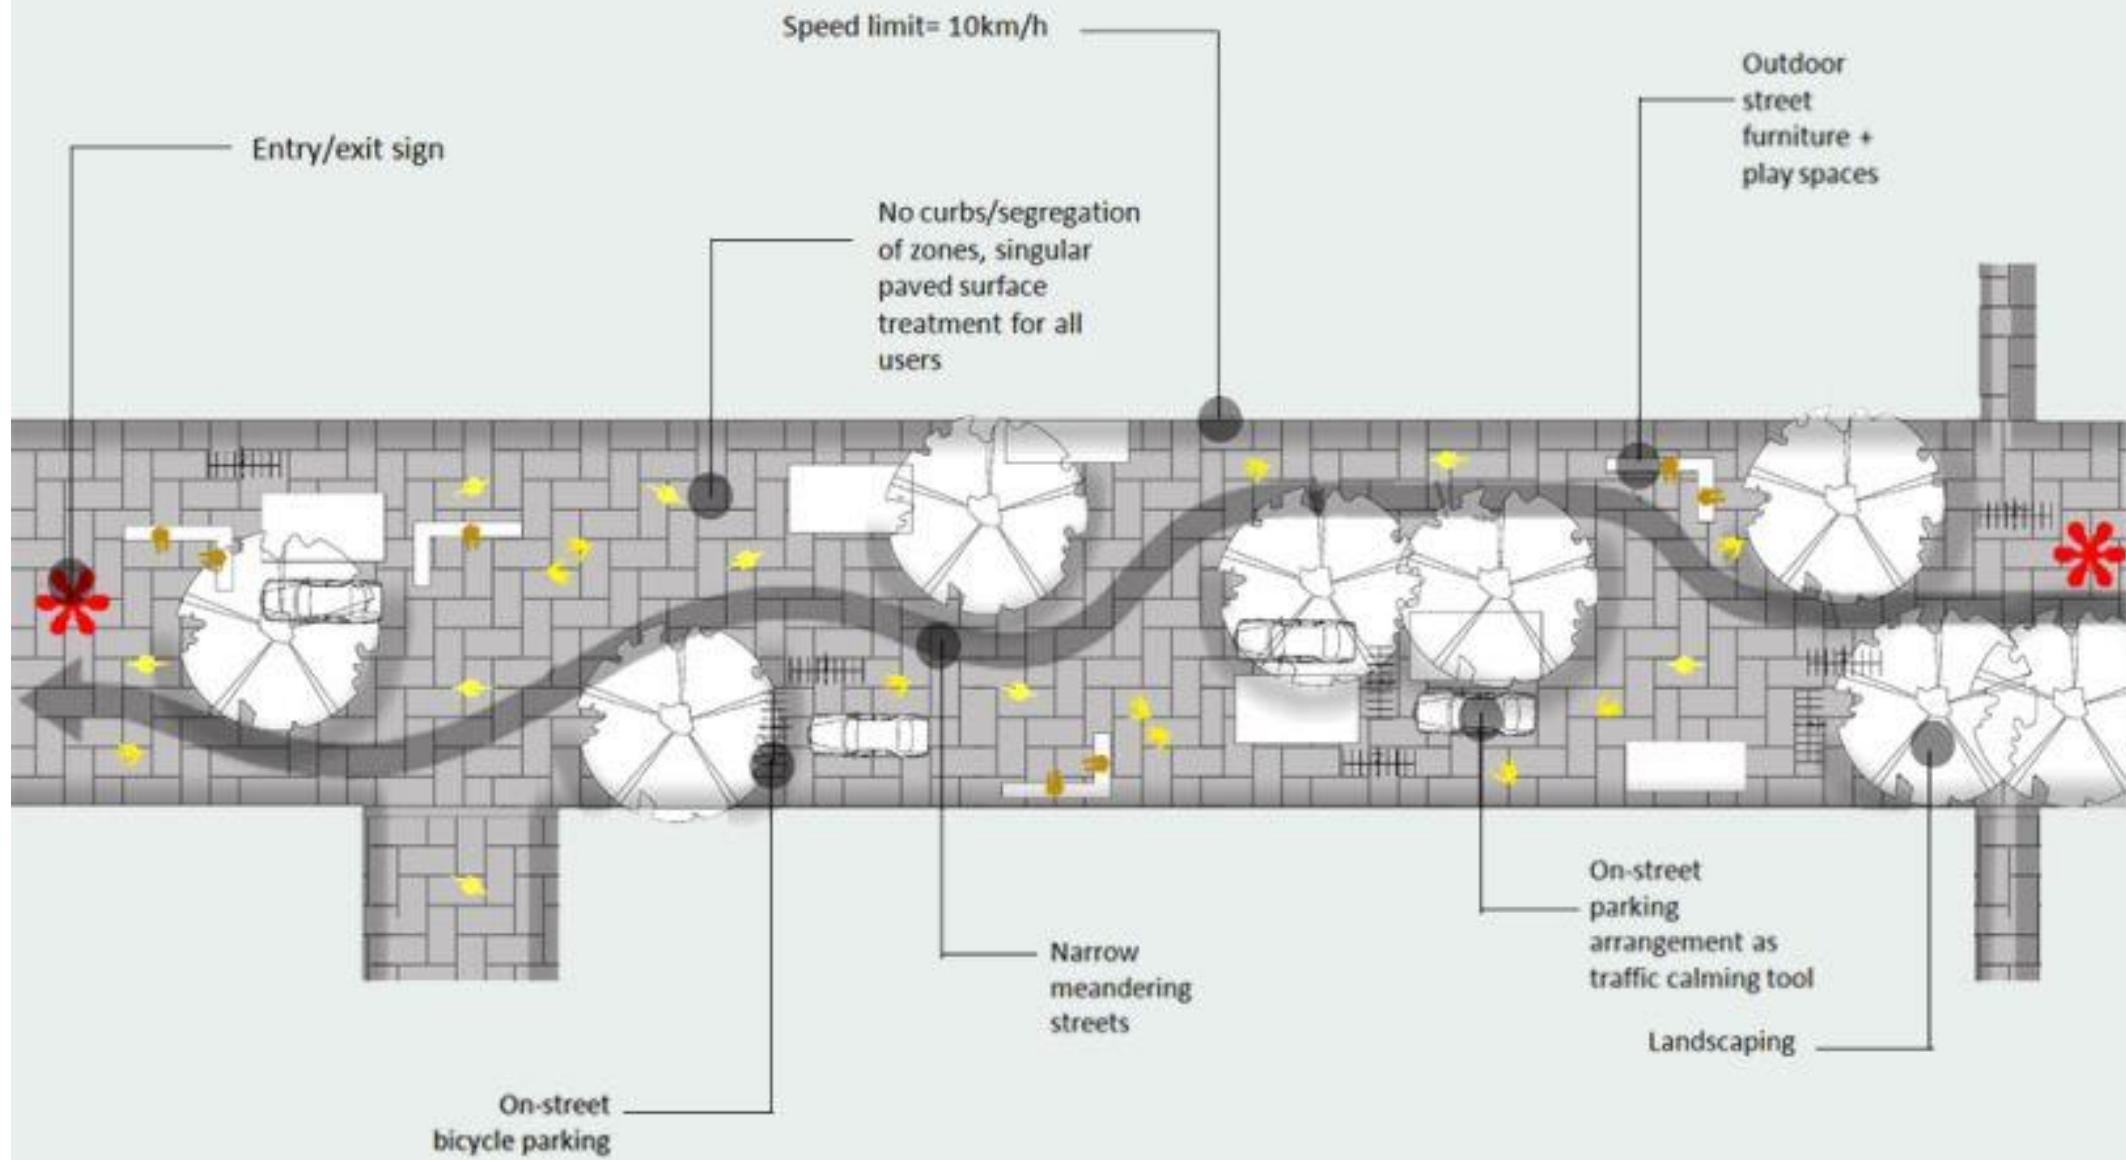 Speed limit= 10km/h
Outdoor
street
furniture +
play spaces
Entry/exit sign
No curbs/segregation
of zones, singular
paved surface
treatment for all
users
On-street
parking
arrangement as
traffic calming tool
Narrow
meandering
streets
Landscaping
On-street
bicycle parking